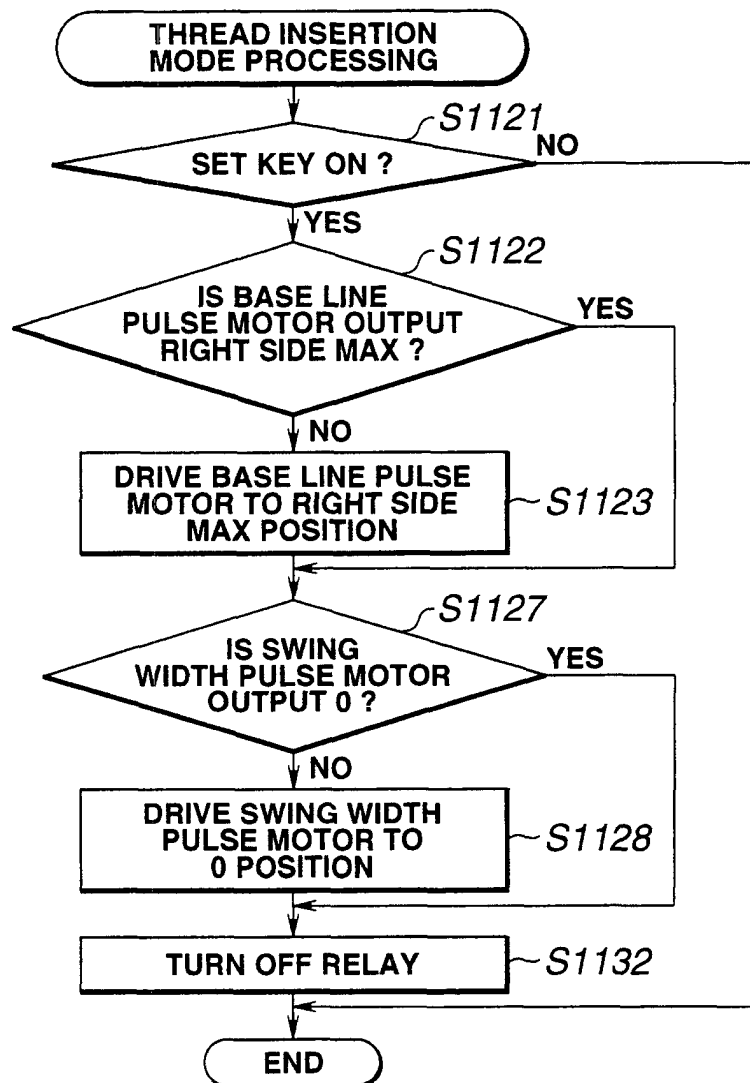 THREAD INSERTION
MODE PROCESSING
S1121
SET KEY ON ?
NO
YES
S1122
IS BASE LINE
PULSE MOTOR OUTPUT
RIGHT SIDE MAX ?
YES
NO
DRIVE BASE LINE PULSE
MOTOR TO RIGHT SIDE
MAX POSITION
S1123
S1127
IS SWING
WIDTH PULSE MOTOR
OUTPUT 0 ?
YES
NO
DRIVE SWING WIDTH
PULSE MOTOR TO
0 POSITION
S1128
TURN OFF RELAY
S1132
END